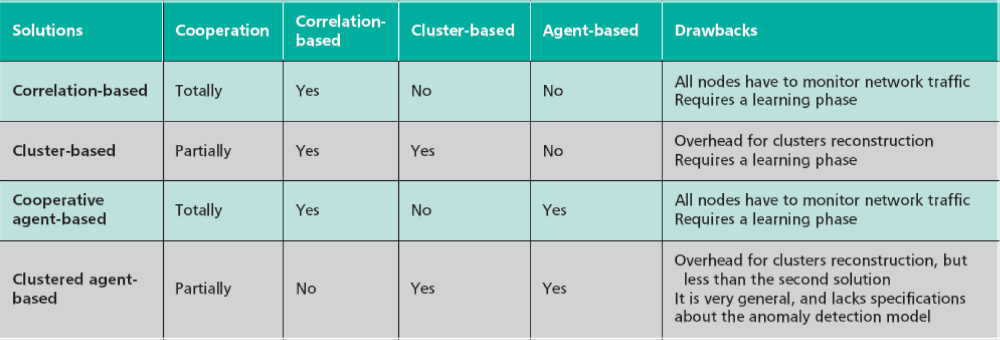 Solutions
Cooperation
Correlation-
based
Cluster-based
Agent-based
Drawbacks
Correlation-based
Totally
Yes
No
No
All nodes have to monitor network traffic
Requires a learning phase
Cluster-based
Partially
Yes
Yes
No
Overhead for clusters reconstruction
Requires a learning phase
Cooperative
agent-based
Totally
Yes
No
Yes
All nodes have to monitor network traffic
Requires a learning phase
Clustered agent-
based
Partially
No
Yes
Yes
Overhead for clusters reconstruction, but
less than the second solution
It is very general, and lacks specifications
about the anomaly detection model